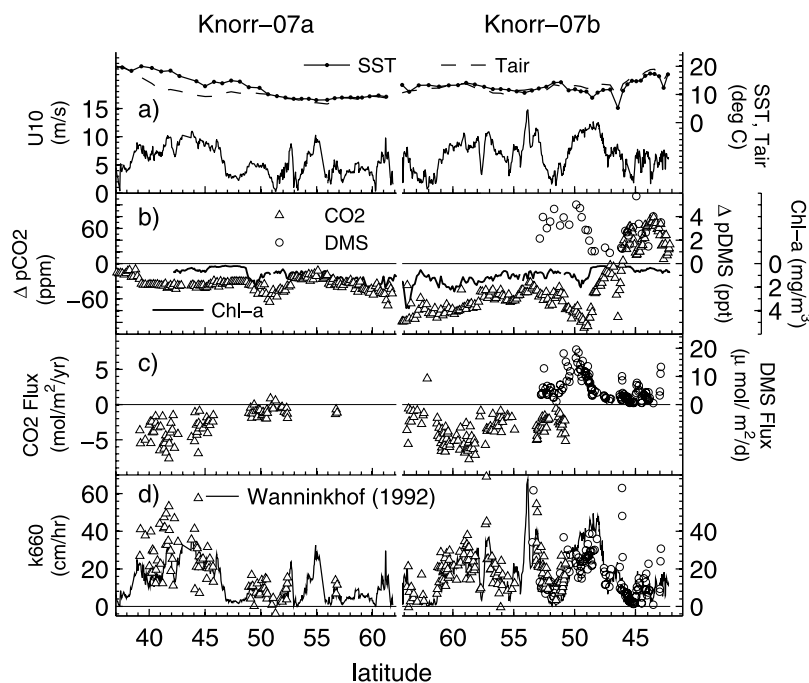 Knorr–07a
Knorr–07b
SST
Tair
a)
U10
(m/s)
15
10
5
0
20
10
0
SST, Tair
(deg C)
b)
CO2
DMS
Chl–a
Δ pCO2
(ppm)
60
0
−60
4
2
0
Δ pDMS
(ppt)
0
2
4
Chl–a (mg/m3)
c)
CO2 Flux
(mol/m2/yr)
5
0
−5
20
10
0
DMS Flux
(μ mol/ m2/d)
d)
Wanninkhof (1992)
k660
(cm/hr)
60
40
20
0
60
40
20
0
40
45
50
55
60
60
55
50
45
latitude